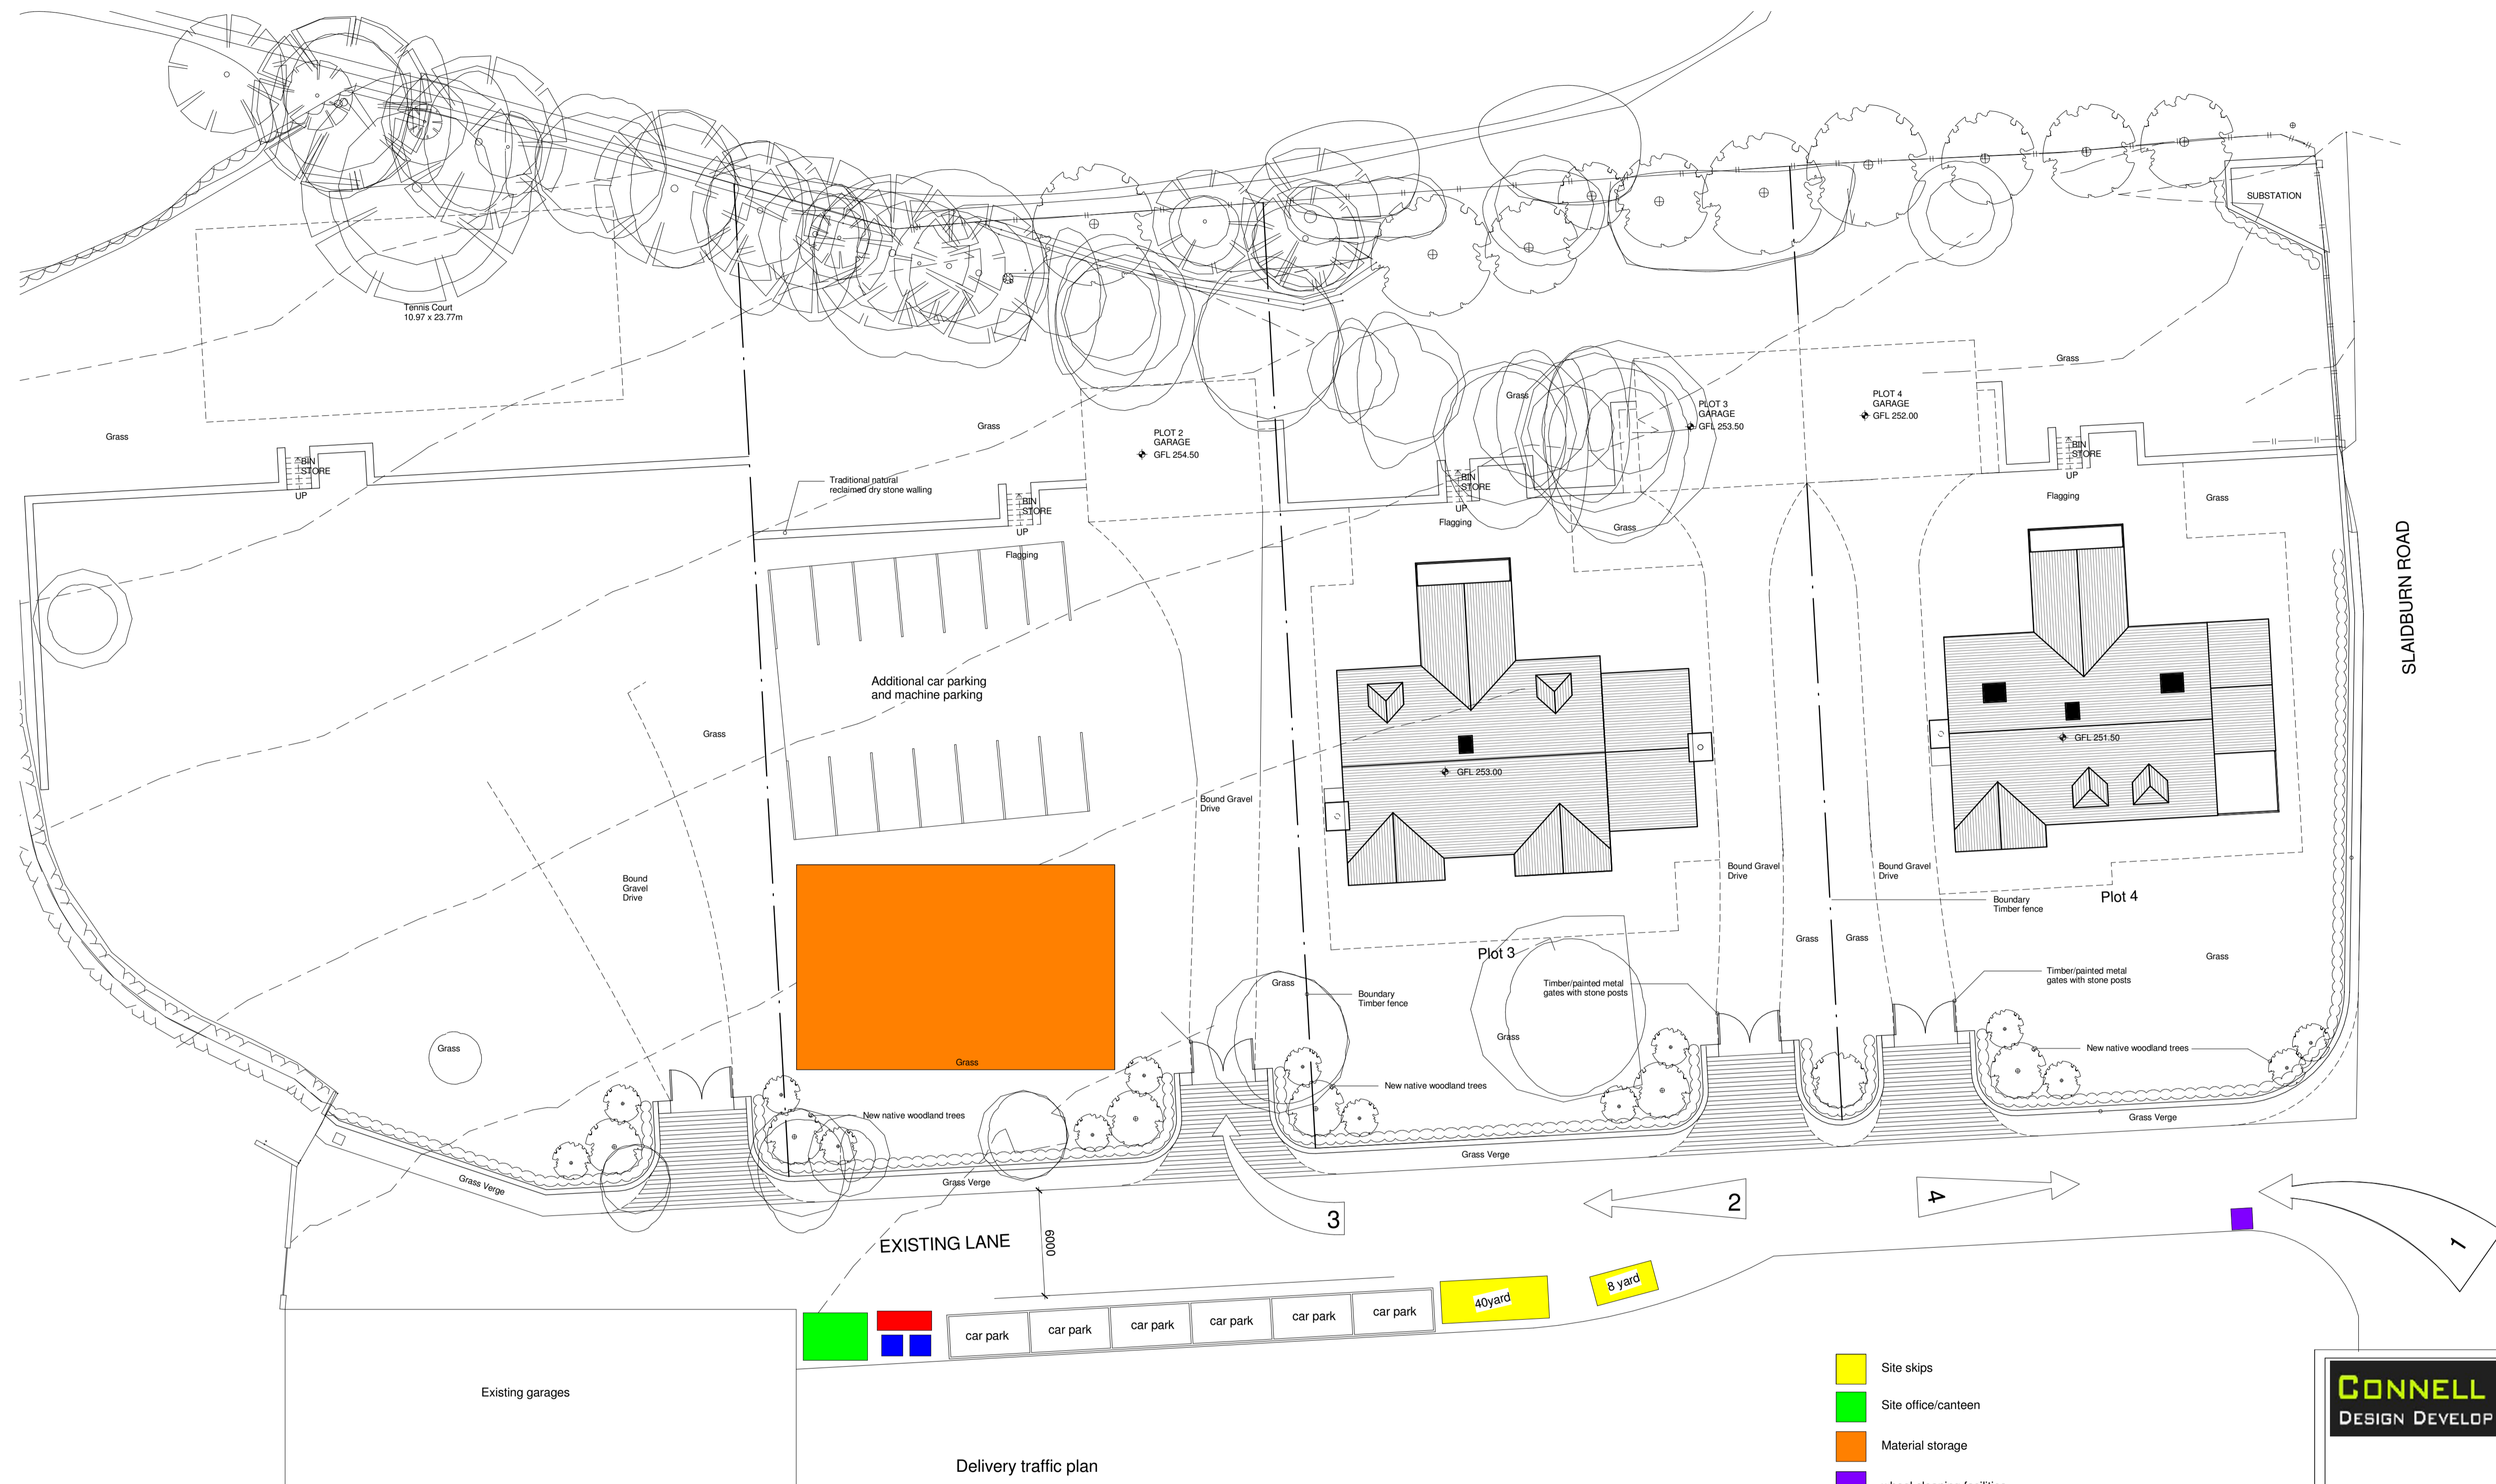 SUBSTATION
Tennis Court
10.97 x 23.77m
Grass
Grass
Grass
Grass
PLOT 2
GARAGE
GFL 254.50
PLOT 3
GARAGE
GFL 253.50
PLOT 4
GARAGE
GFL 252.00
BIN
STORE
UP
BIN
STORE
UP
BIN
STORE
UP
BIN
STORE
UP
Traditional natural
reclaimed dry stone walling
Flagging
Flagging
Flagging
Grass
Grass
SLAIDBURN ROAD
Additional car parking
and machine parking
Grass
GFL 253.00
GFL 251.50
Bound Gravel
Drive
Bound
Gravel
Drive
Bound Gravel
Drive
Bound Gravel
Drive
Boundary
Timber fence
Plot 4
Plot 3
Grass
Grass
Grass
Grass
Timber/painted metal
gates with stone posts
Timber/painted metal
gates with stone posts
Boundary
Timber fence
Grass
Grass
Grass
New native woodland trees
New native woodland trees
New native woodland trees
Grass Verge
Grass Verge
Grass Verge
Grass Verge
2
4
3
1
EXISTING LANE
6000
40yard
8 yard
car park
car park
car park
car park
car park
car park
Existing garages
Site skips
Site office/canteen
Material storage
Delivery traffic plan
CONNELL
DESIGN DEVELOP